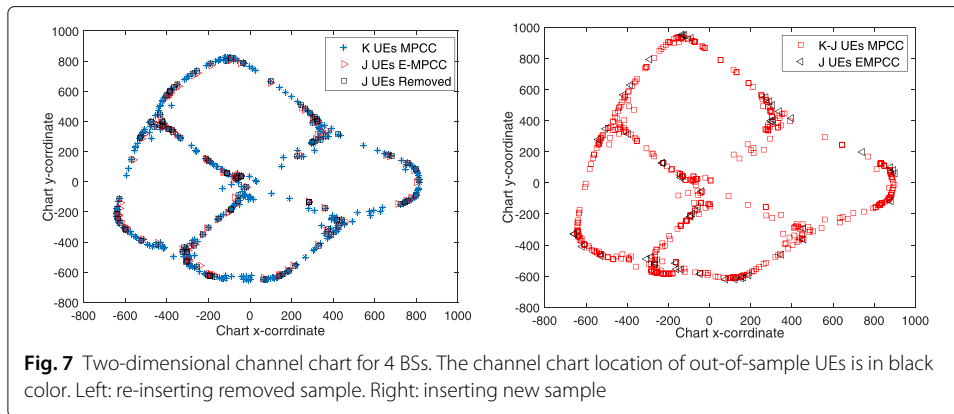 1000
800
600
400
200
0
-200
-400
-600
-800
-800 -600 -400 -200 0 200 400 600 800 1000
Chart x-corrdinate
Chart y-coordinate
K UEs MPCC
J UEs E-MPCC
J UEs Removed
1000
800
600
400
200
0
-200
-400
-600
-800
-800 -600 -400 -200 0 200 400 600 800 1000
Chart x-corrdinate
Chart y-coordinate
K-J UEs MPCC
J UEs EMPCC
Fig. 7 Two-dimensional channel chart for 4 BSs. The channel chart location of out-of-sample UEs is in black
color. Left: re-inserting removed sample. Right: inserting new sample